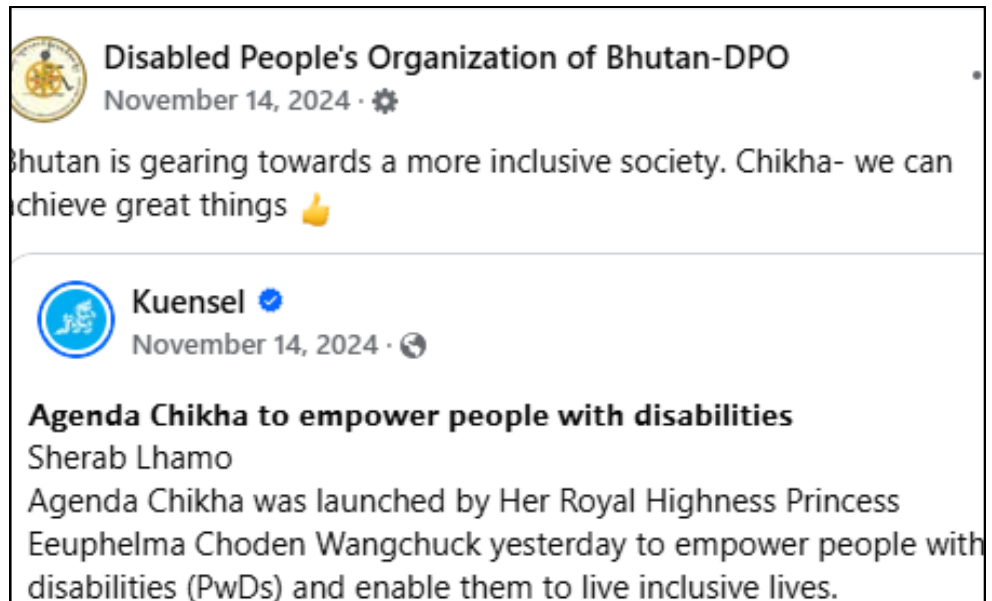 Disabled People's Organization of Bhutan-DPO
November 14, 2024 ·
Bhutan is gearing towards a more inclusive society. Chikha- we can
achieve great things 👍
Kuensel
November 14, 2024 ·
Agenda Chikha to empower people with disabilities
Sherab Lhamo
Agenda Chikha was launched by Her Royal Highness Princess
Eeuphelma Choden Wangchuck yesterday to empower people with
disabilities (PwDs) and enable them to live inclusive lives.